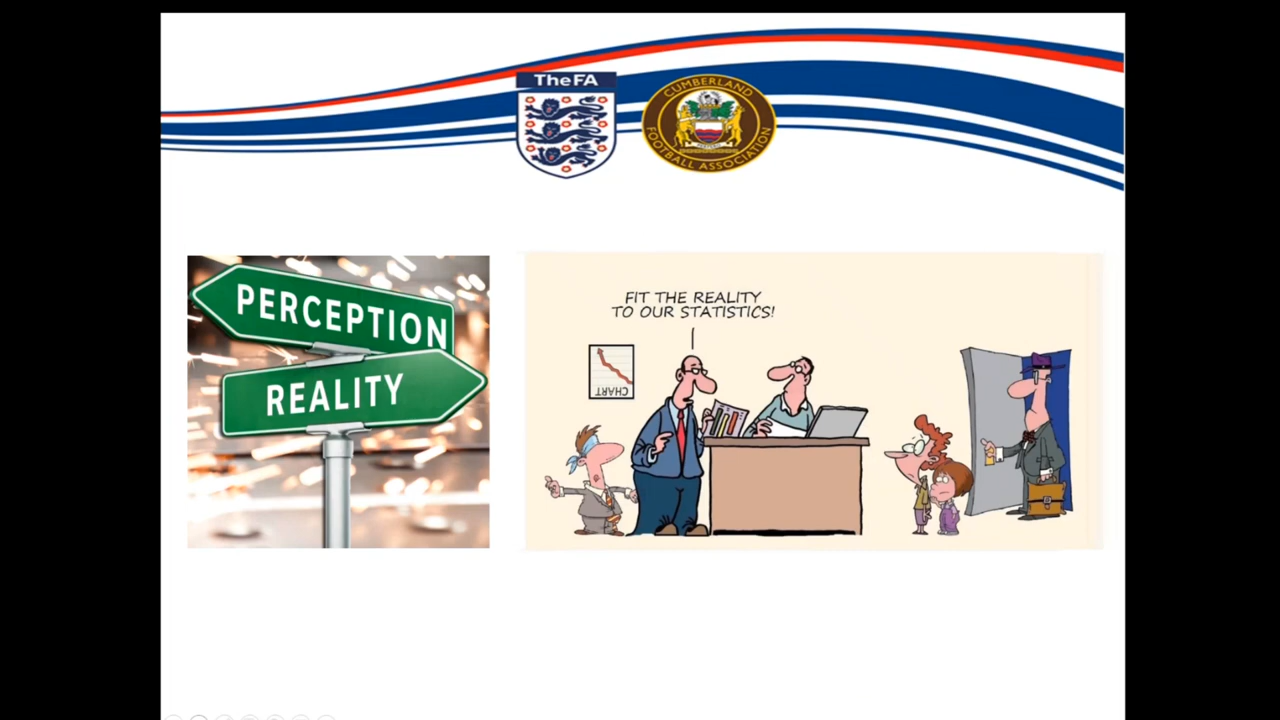 TheFA
CUMBERLAND
FOOTBALL ASSOCIATION
PERCEPTION
REALITY
FIT THE REALITY
TO OUR STATISTICS!
CHART